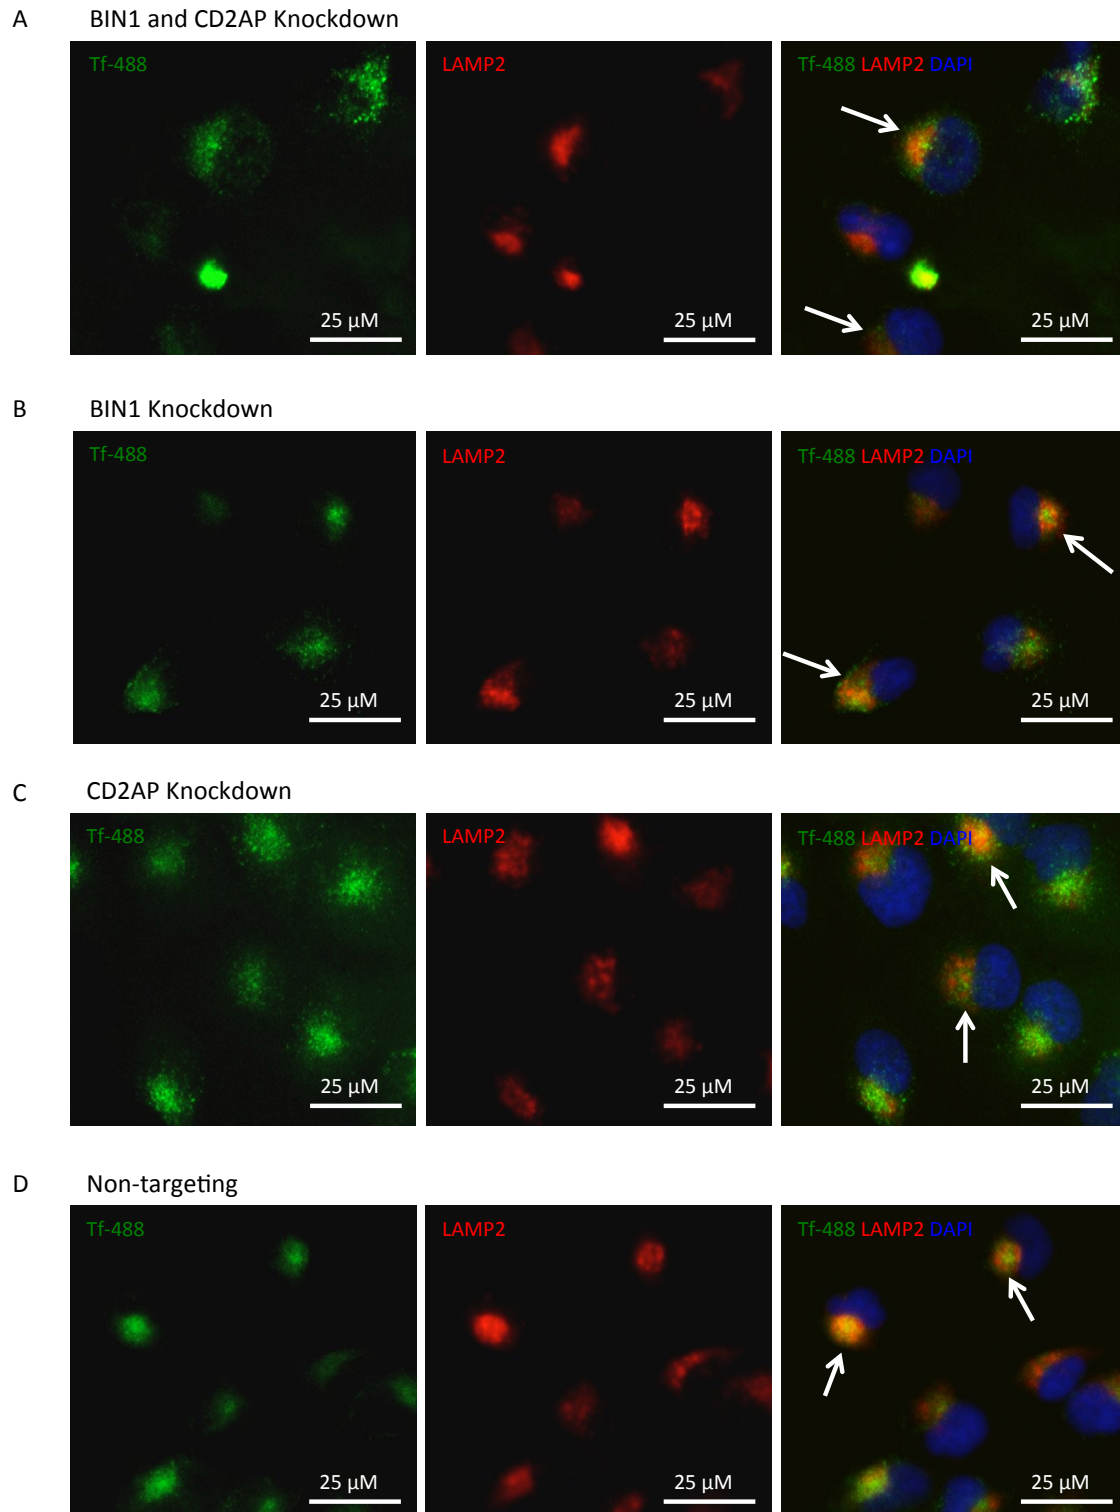 A BIN1 and CD2AP Knockdown
Tf-488 LAMP2 Tf-488 LAMP2 DAPI
25 µM 25 µM 25 µM
B BIN1 Knockdown
Tf-488 LAMP2 Tf-488 LAMP2 DAPI
25 µM 25 µM 25 µM
C CD2AP Knockdown
Tf-488 LAMP2 Tf-488 LAMP2 DAPI
25 µM 25 µM 25 µM
D Non-targeting
Tf-488 LAMP2 Tf-488 LAMP2 DAPI
25 µM 25 µM 25 µM